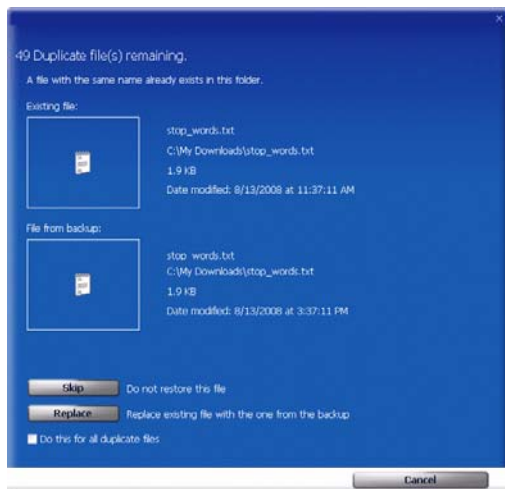 49 Duplicate file(s) remaining.
A file with the same name already exists in this folder.
Existing file:
stop_words.txt
C:\My Downloads\stop_words.txt
1.9 KB
Date modified: 8/13/2008 at 11:37:11 AM
File from backup:
stop_words.txt
C:\My Downloads\stop_words.txt
1.9 KB
Date modified: 8/13/2008 at 3:37:11 PM
Skip Do not restore this file
Replace Replace existing file with the one from the backup
Do this for all duplicate files
Cancel